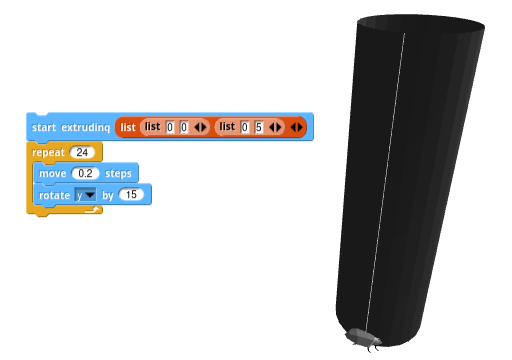 start extruding list list 0 0 list 0 5
repeat 24
move 0.2 steps
rotate y by 15